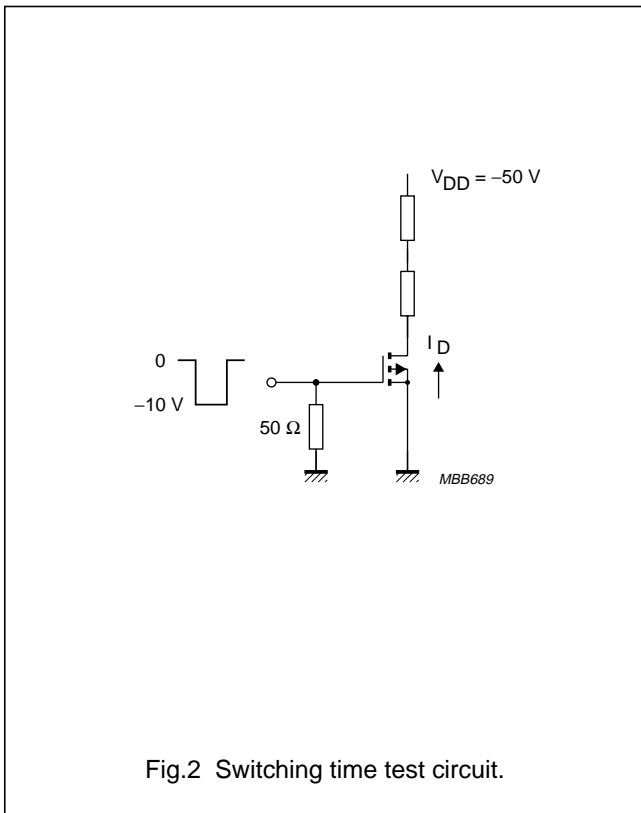 V_DD = −50 V
I_D
0
−10 V
50 Ω
MBB689
Fig.2 Switching time test circuit.